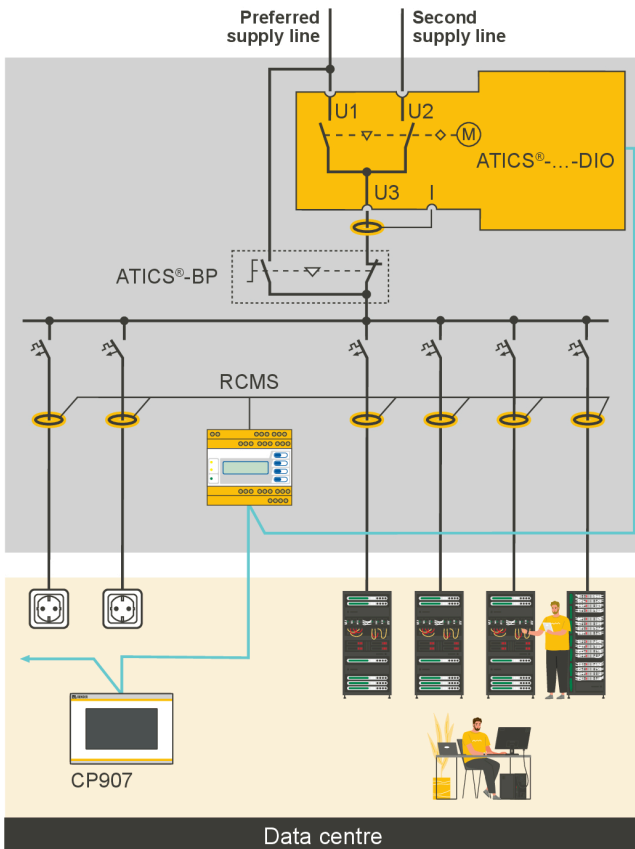 Preferred
supply line
Second
supply line
U1
U2
M
ATICS®-...-DIO
U3
I
ATICS®-BP
RCMS
CP907
Data centre